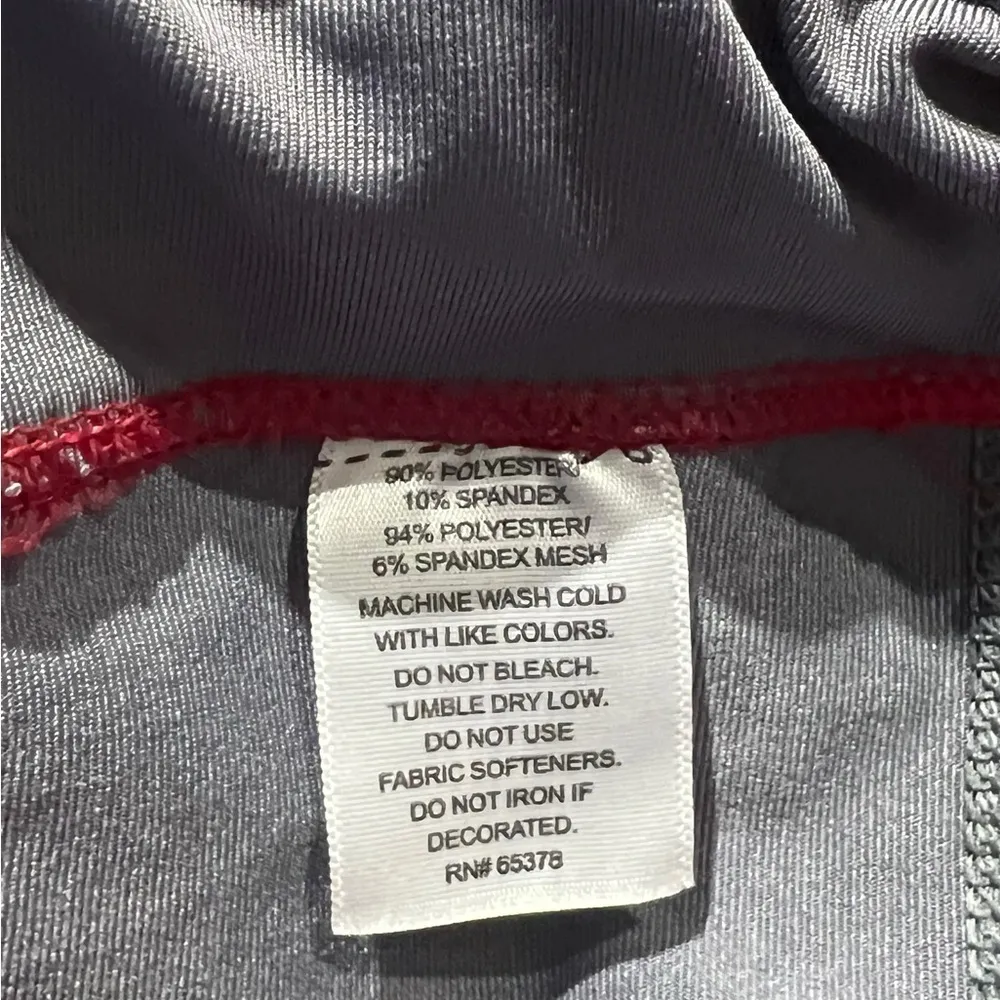 90% POLYESTER/
10% SPANDEX
94% POLYESTER/
6% SPANDEX MESH
MACHINE WASH COLD
WITH LIKE COLORS.
DO NOT BLEACH.
TUMBLE DRY LOW.
DO NOT USE
FABRIC SOFTENERS.
DO NOT IRON IF
DECORATED.
RN# 65378